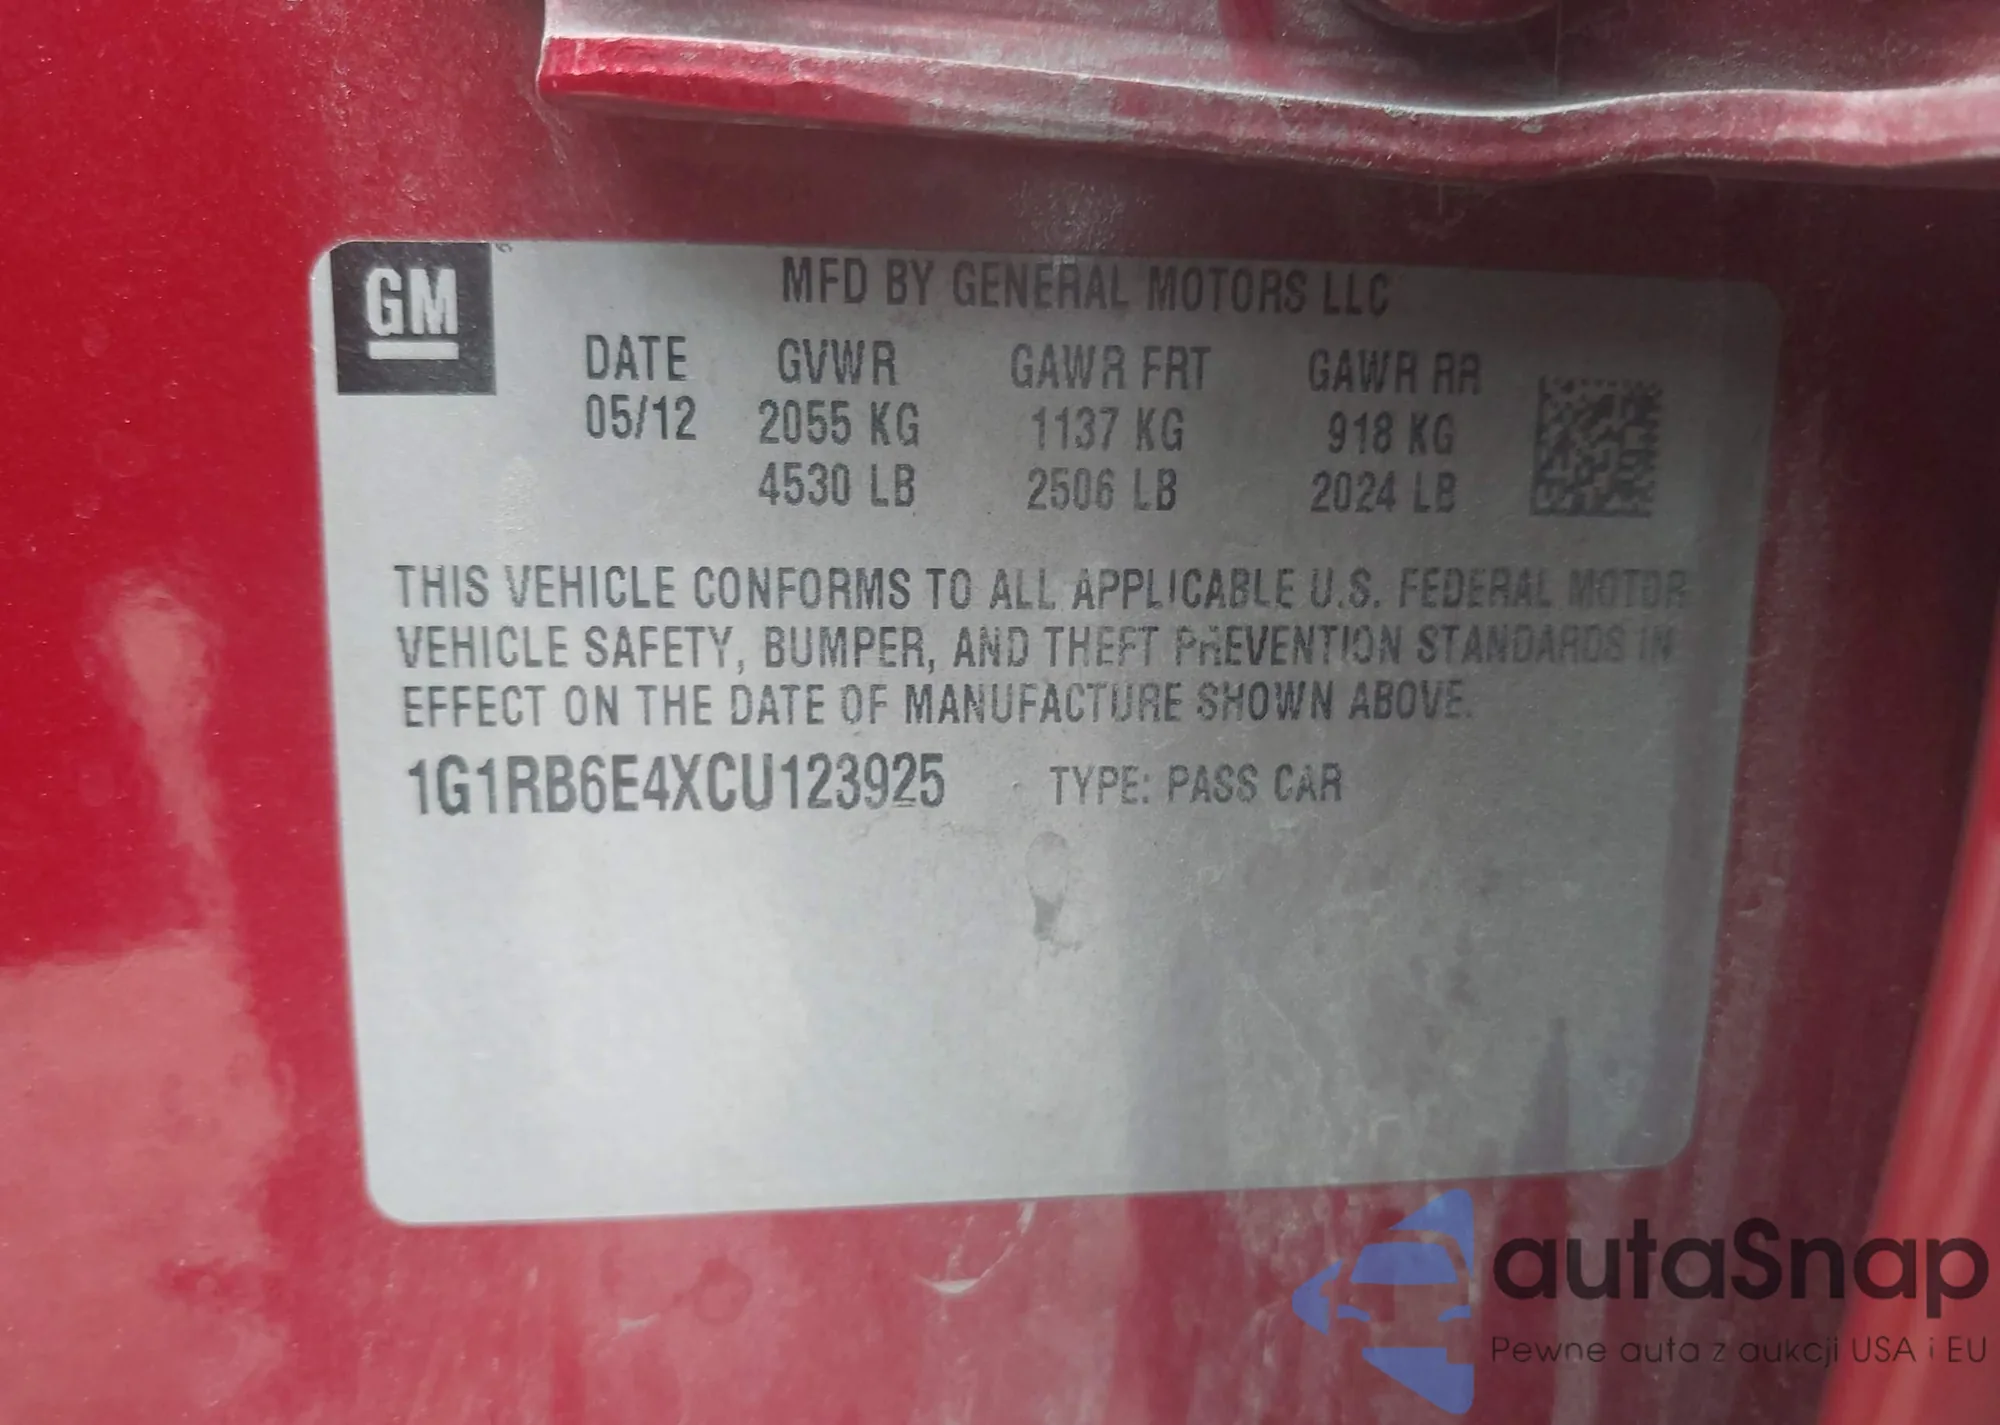 GM
MFD BY GENERAL MOTORS LLC
DATE GVWR GAWR FRT GAWR RR
05/12 2055 KG 1137 KG 918 KG
4530 LB 2506 LB 2024 LB
THIS VEHICLE CONFORMS TO ALL APPLICABLE U.S. FEDERAL MOTOR
VEHICLE SAFETY, BUMPER, AND THEFT PREVENTION STANDARDS IN
EFFECT ON THE DATE OF MANUFACTURE SHOWN ABOVE.
1G1RB6E4XCU123925 TYPE: PASS CAR
autaSnap
Pewne auta z aukcji USA i EU